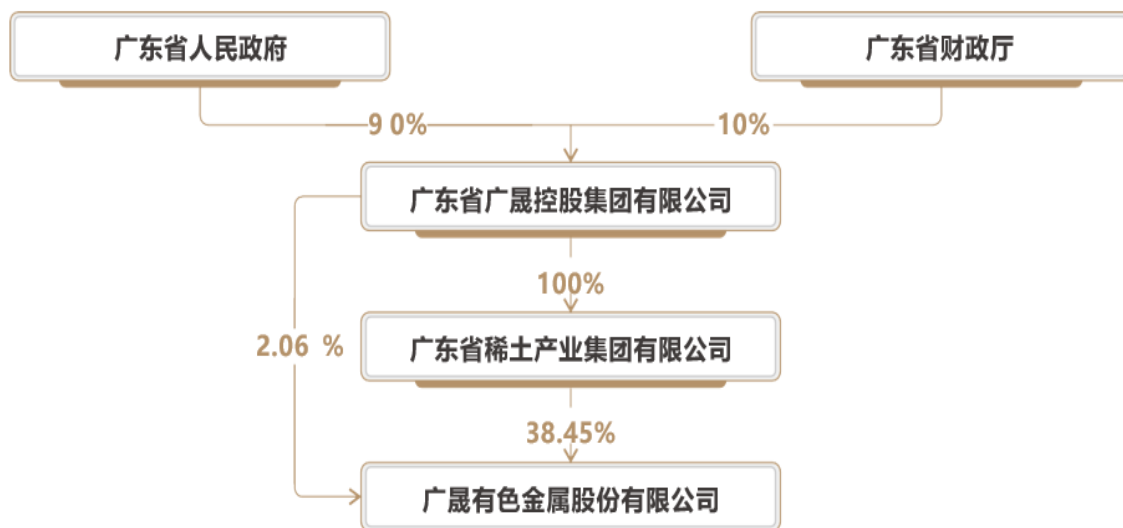 广东省人民政府
广东省财政厅
9 0%
10%
广东省广晟控股集团有限公司
100%
2.06 %
广东省稀土产业集团有限公司
38.45%
广晟有色金属股份有限公司